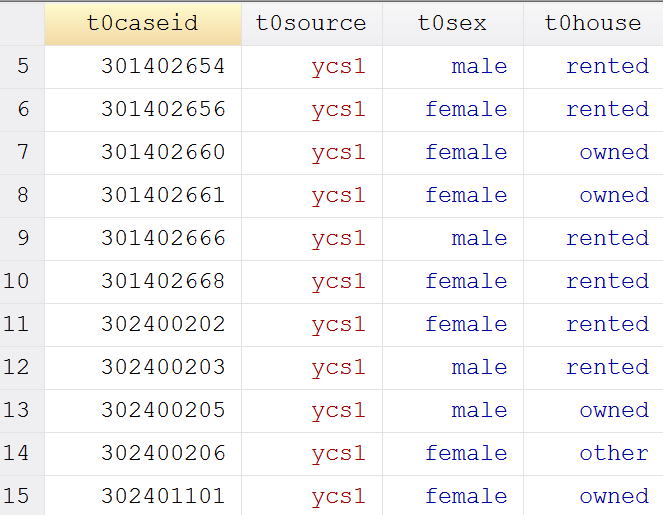 t0caseid t0source t0sex t0house
5 301402654 ycs1 male rented
6 301402656 ycs1 female rented
7 301402660 ycs1 female owned
8 301402661 ycs1 female owned
9 301402666 ycs1 male rented
10 301402668 ycs1 female rented
11 302400202 ycs1 female rented
12 302400203 ycs1 male rented
13 302400205 ycs1 male owned
14 302400206 ycs1 female other
15 302401101 ycs1 female owned